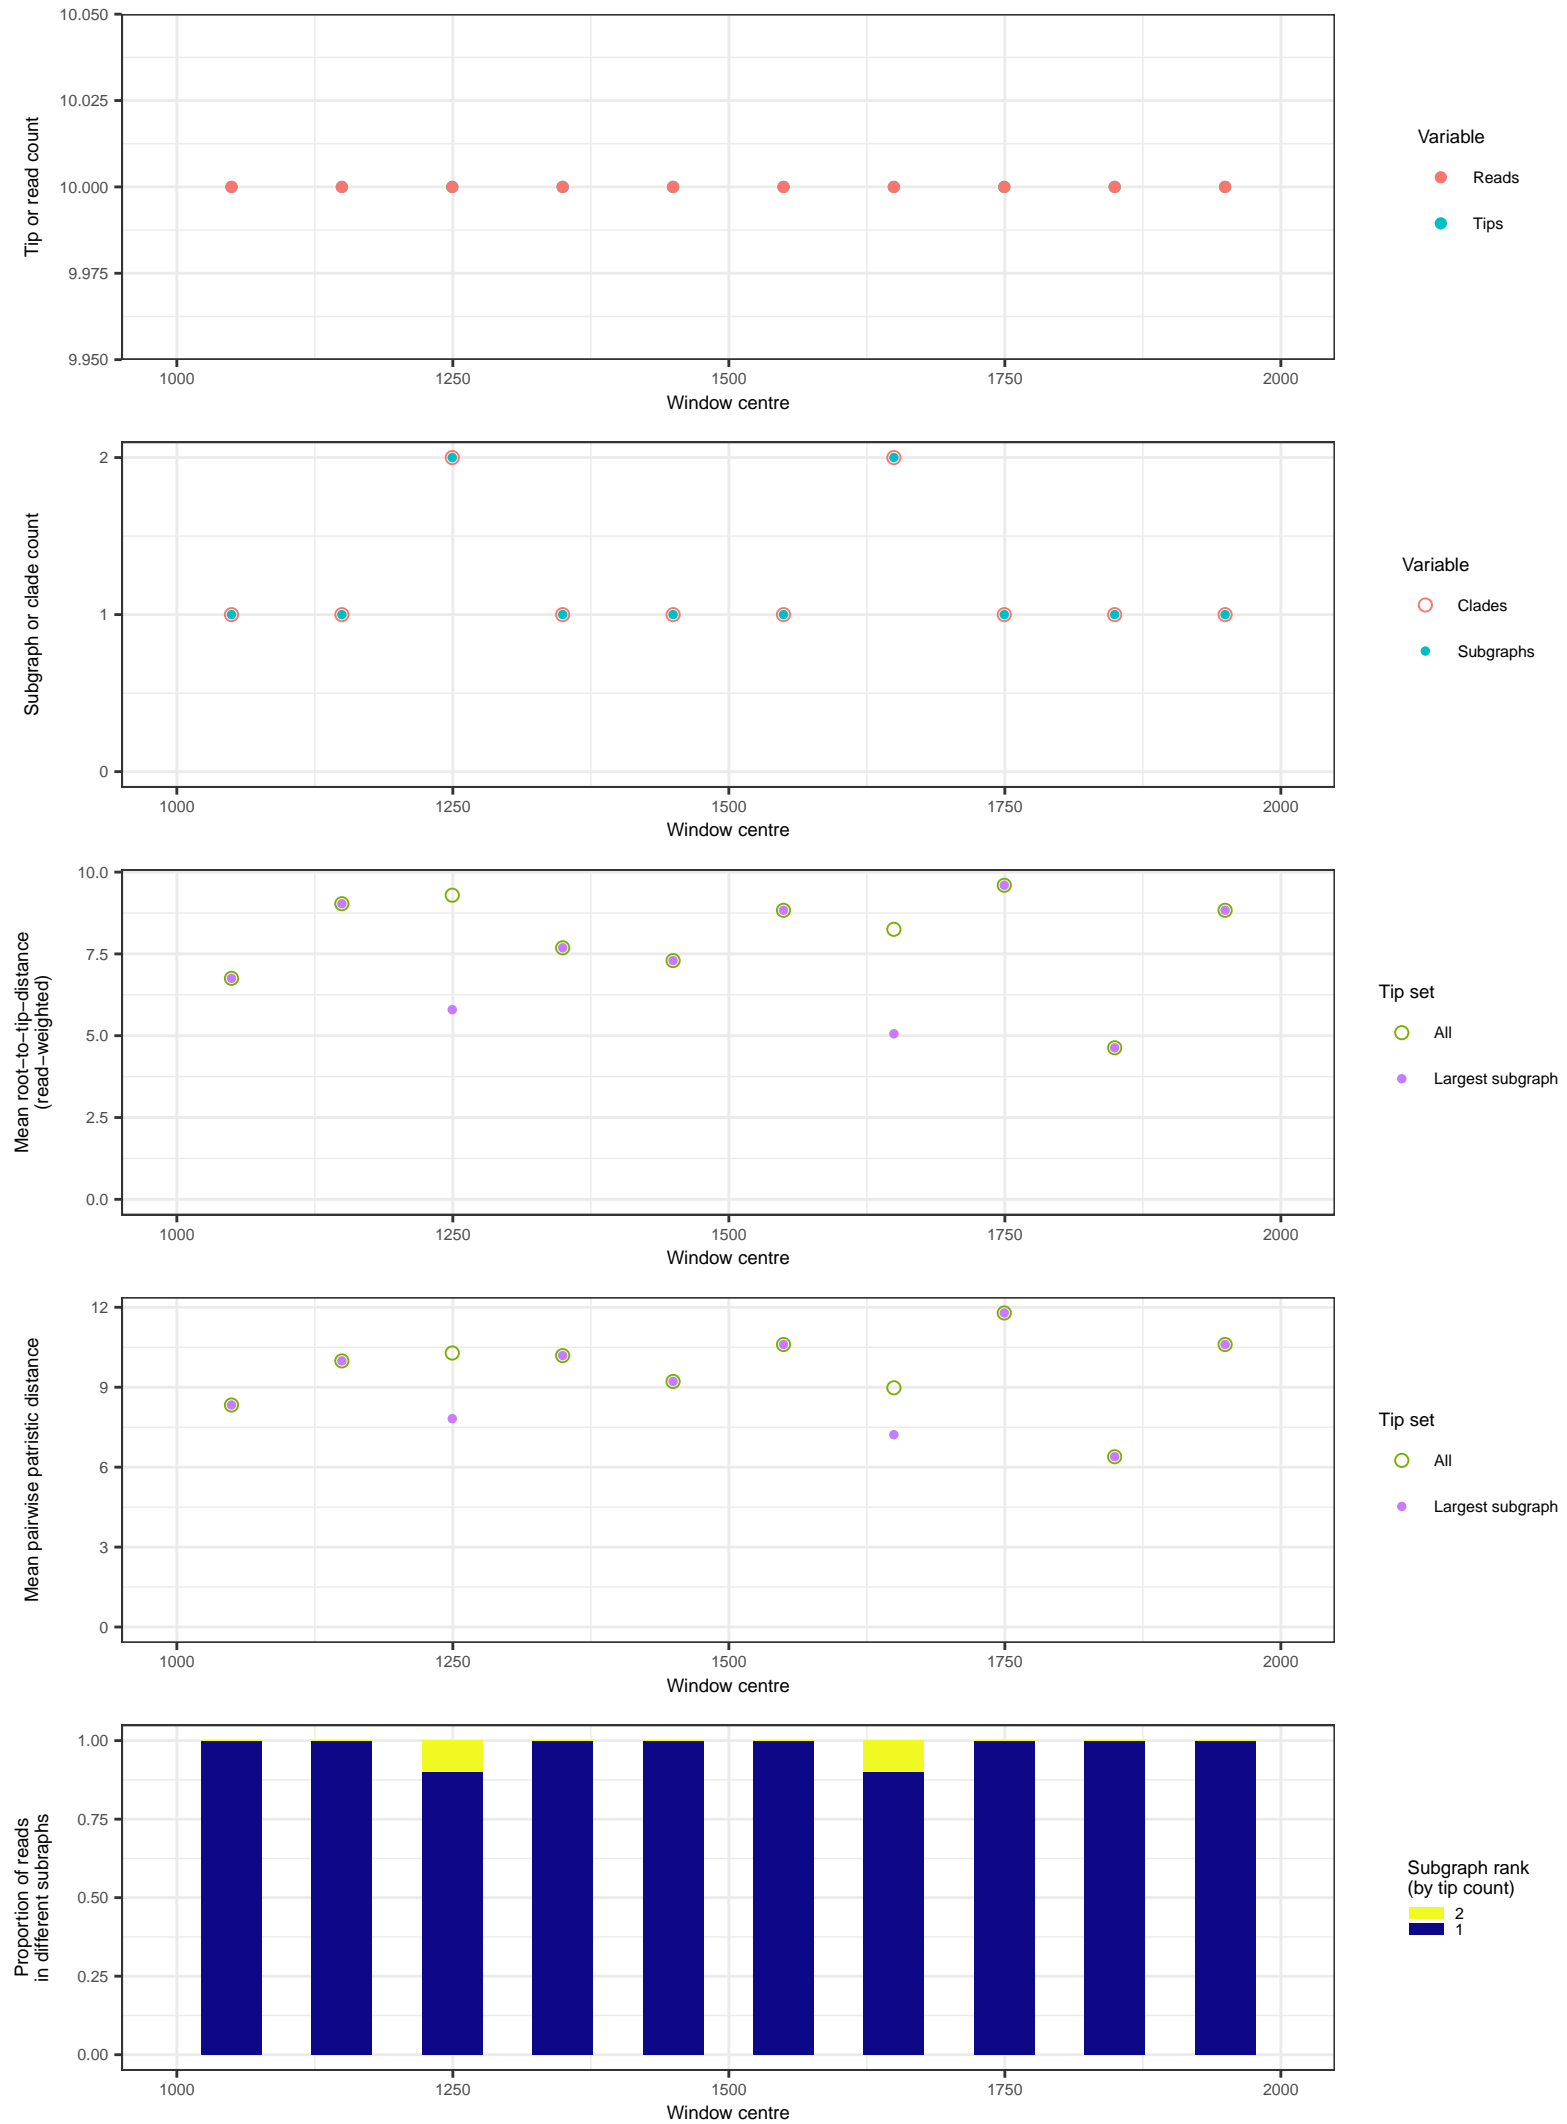 10.050
10.025
10.000
9.975
9.950
Tip or read count
1000 1250 1500 1750 2000
Window centre
Variable
Reads
Tips
2
1
0
Subgraph or clade count
1000 1250 1500 1750 2000
Window centre
Variable
Clades
Subgraphs
10.0
7.5
5.0
2.5
0.0
Mean root−to−tip−distance
(read−weighted)
1000 1250 1500 1750 2000
Window centre
Tip set
All
Largest subgraph
12
9
6
3
0
Mean pairwise patristic distance
1000 1250 1500 1750 2000
Window centre
Tip set
All
Largest subgraph
1.00
0.75
0.50
0.25
0.00
Proportion of reads
in different subraphs
1000 1250 1500 1750 2000
Window centre
Subgraph rank
(by tip count)
2
1